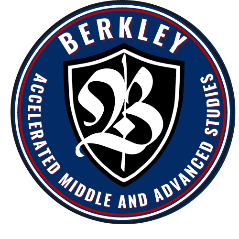 BERKLEY
B
ACCELERATED MIDDLE AND ADVANCED STUDIES